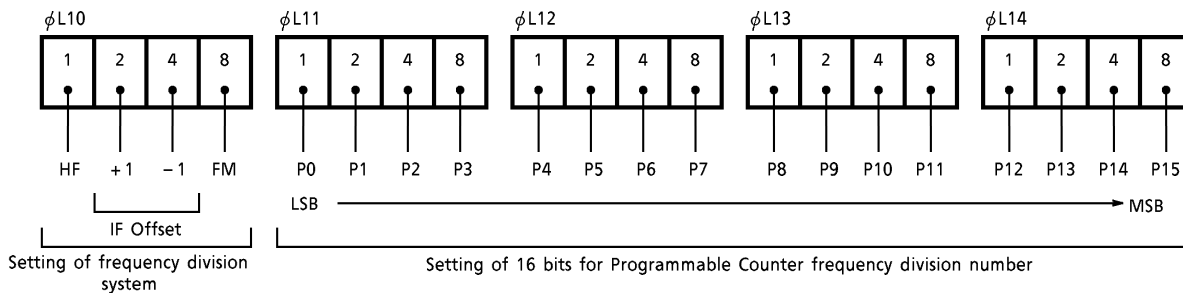 ϕL10 ϕL11 ϕL12 ϕL13 ϕL14
1 2 4 8 1 2 4 8 1 2 4 8 1 2 4 8 1 2 4 8
HF +1 −1 FM P0 P1 P2 P3 P4 P5 P6 P7 P8 P9 P10 P11 P12 P13 P14 P15
LSB MSB
IF Offset
Setting of frequency division
system
Setting of 16 bits for Programmable Counter frequency division number